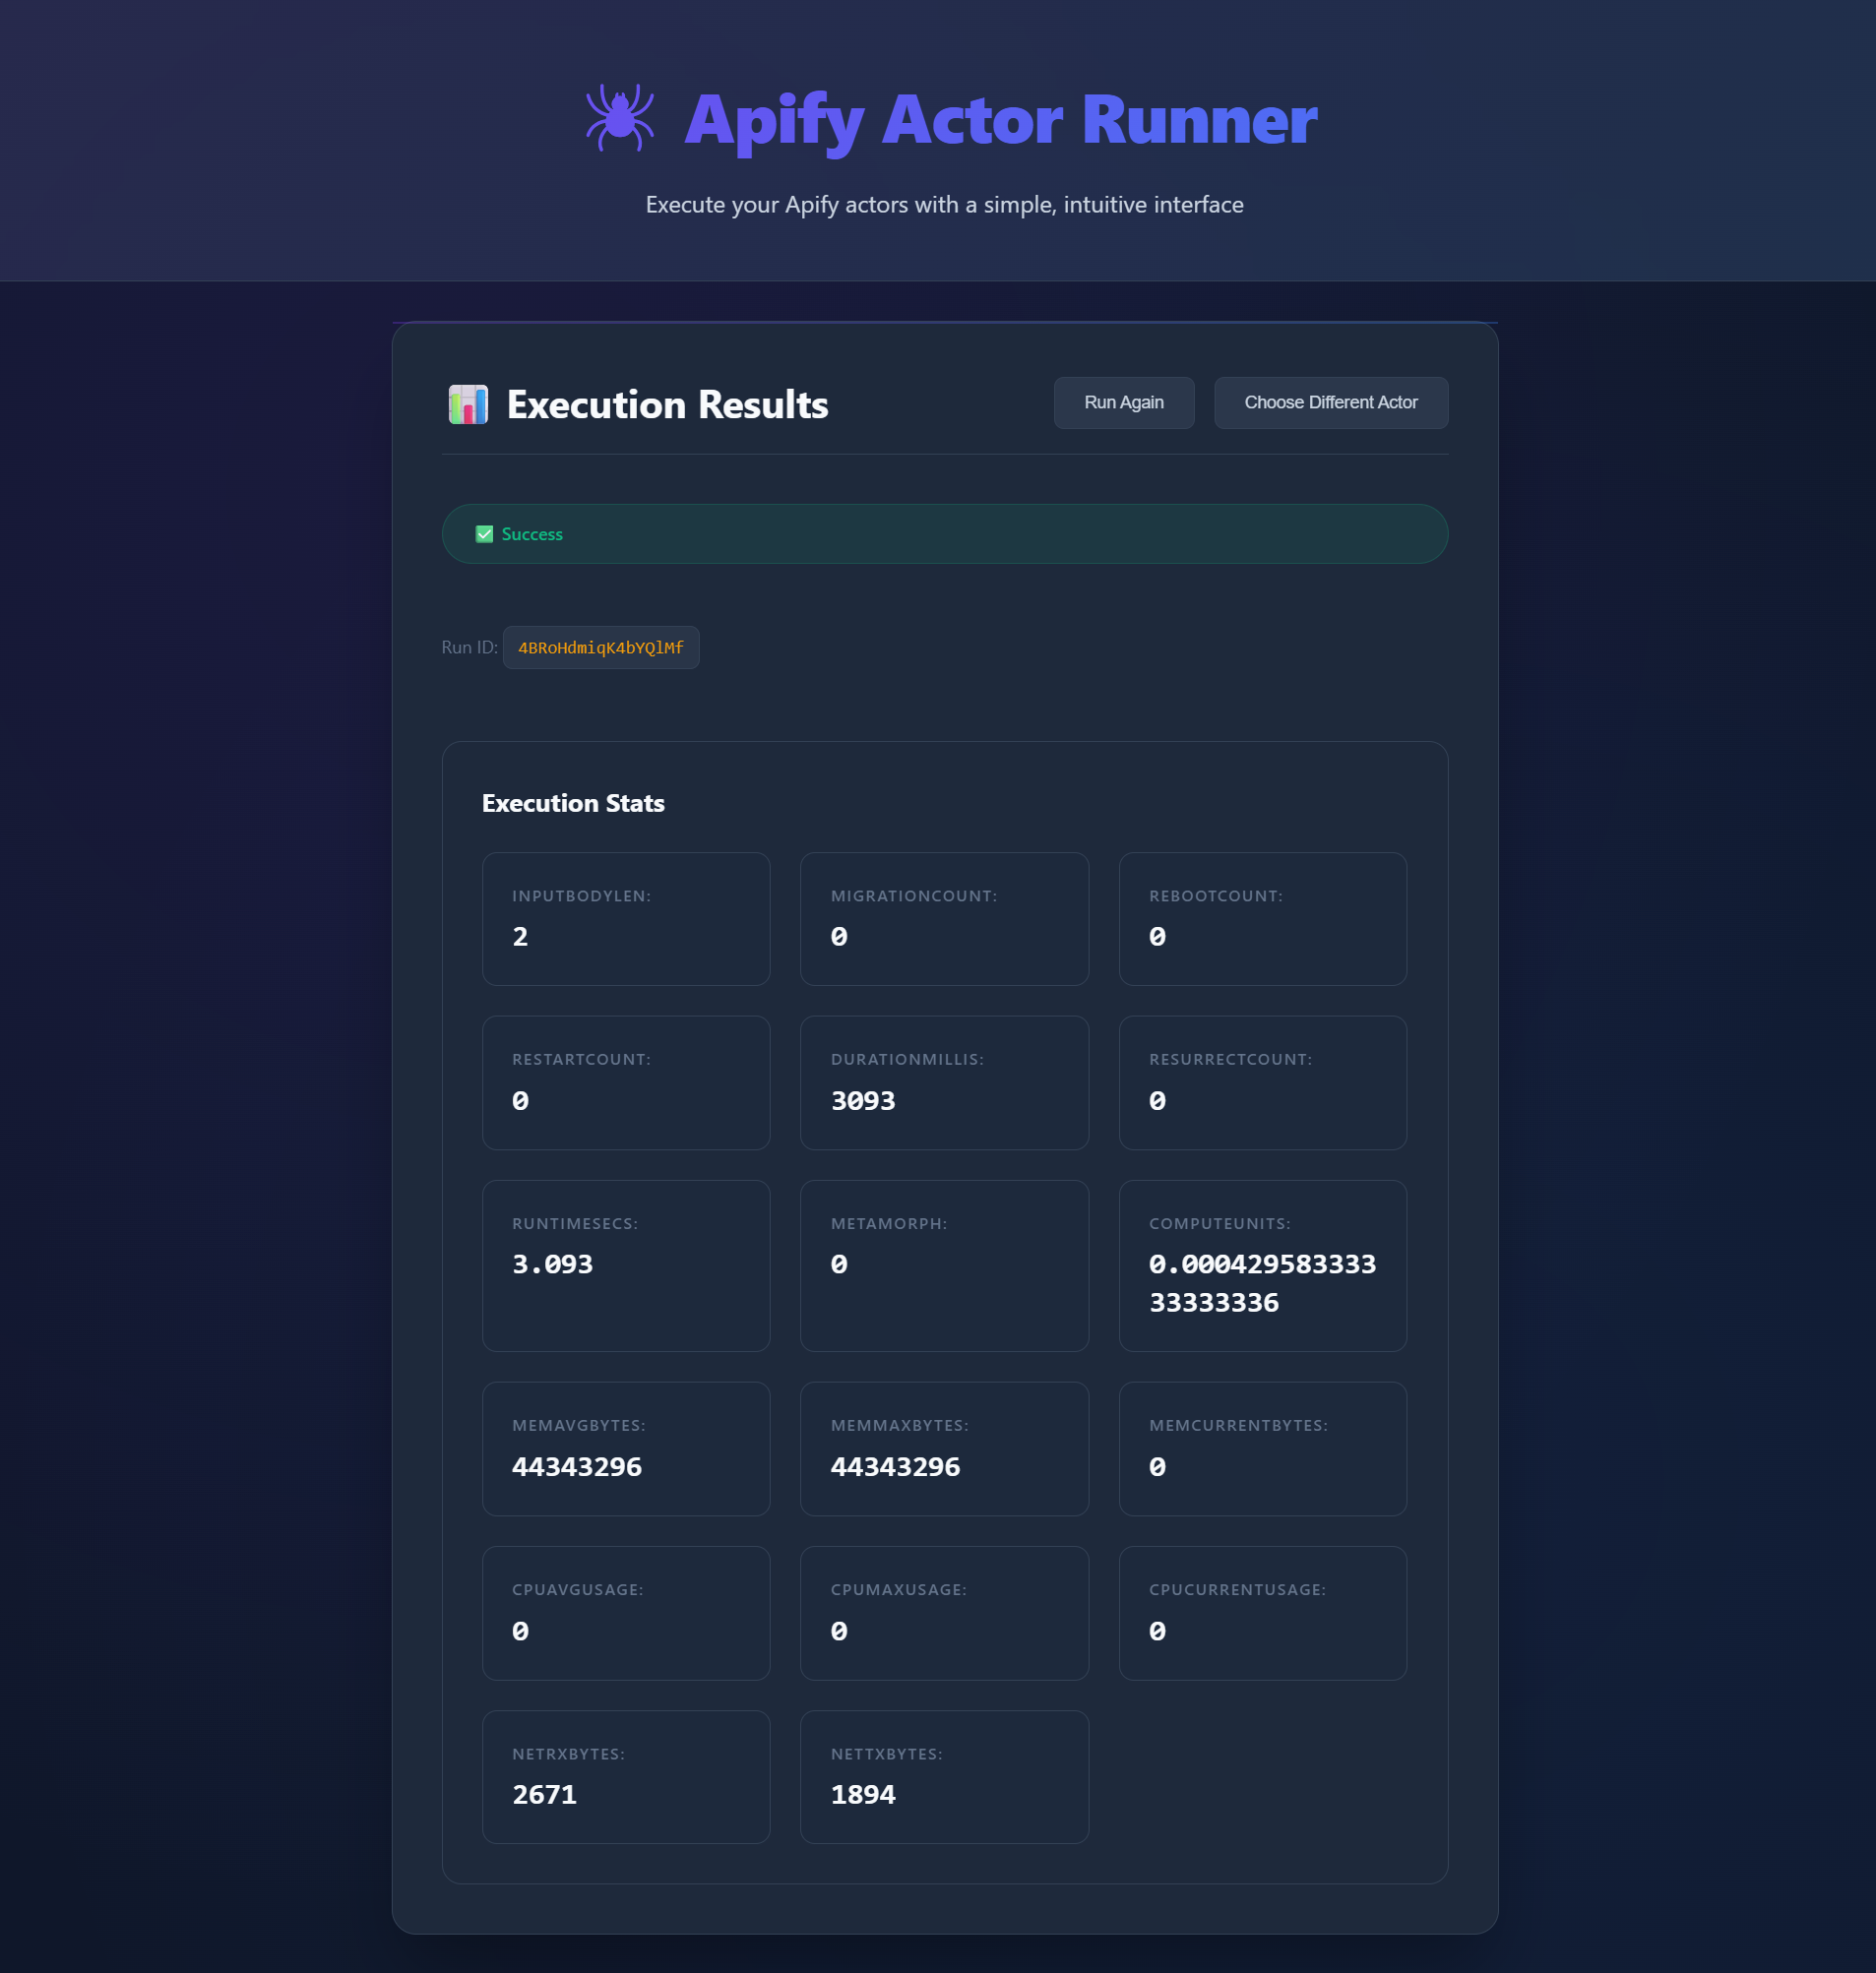 Apify Actor Runner
Execute your Apify actors with a simple, intuitive interface
Execution Results
Run Again
Choose Different Actor
Success
Run ID: 4BRoHdmiqK4bYQlMf
Execution Stats
INPUTBODYLEN:
2
MIGRATIONCOUNT:
0
REBOOTCOUNT:
0
RESTARTCOUNT:
0
DURATIONMILLIS:
3093
RESURRECTCOUNT:
0
RUNTIMESECS:
3.093
METAMORPH:
0
COMPUTEUNITS:
0.000429583333
33333336
MEMAVGBYTES:
44343296
MEMMAXBYTES:
44343296
MEMCURRENTBYTES:
0
CPUAVGUSAGE:
0
CPUMAXUSAGE:
0
CPUCURRENTUSAGE:
0
NETRXBYTES:
2671
NETTXBYTES:
1894